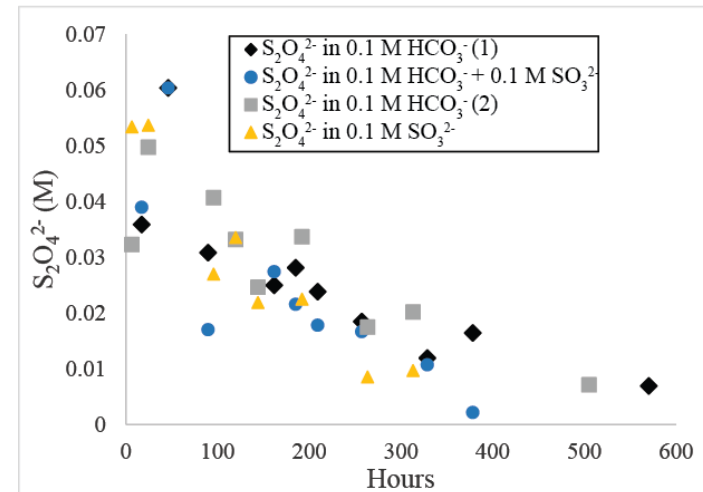 0.07
0.06
0.05
0.04
0.03
0.02
0.01
0
S₂O₄²⁻ (M)
S₂O₄²⁻ in 0.1 M HCO₃⁻ (1)
S₂O₄²⁻ in 0.1 M HCO₃⁻ + 0.1 M SO₃²⁻
S₂O₄²⁻ in 0.1 M HCO₃⁻ (2)
S₂O₄²⁻ in 0.1 M SO₃²⁻
0 100 200 300 400 500 600
Hours